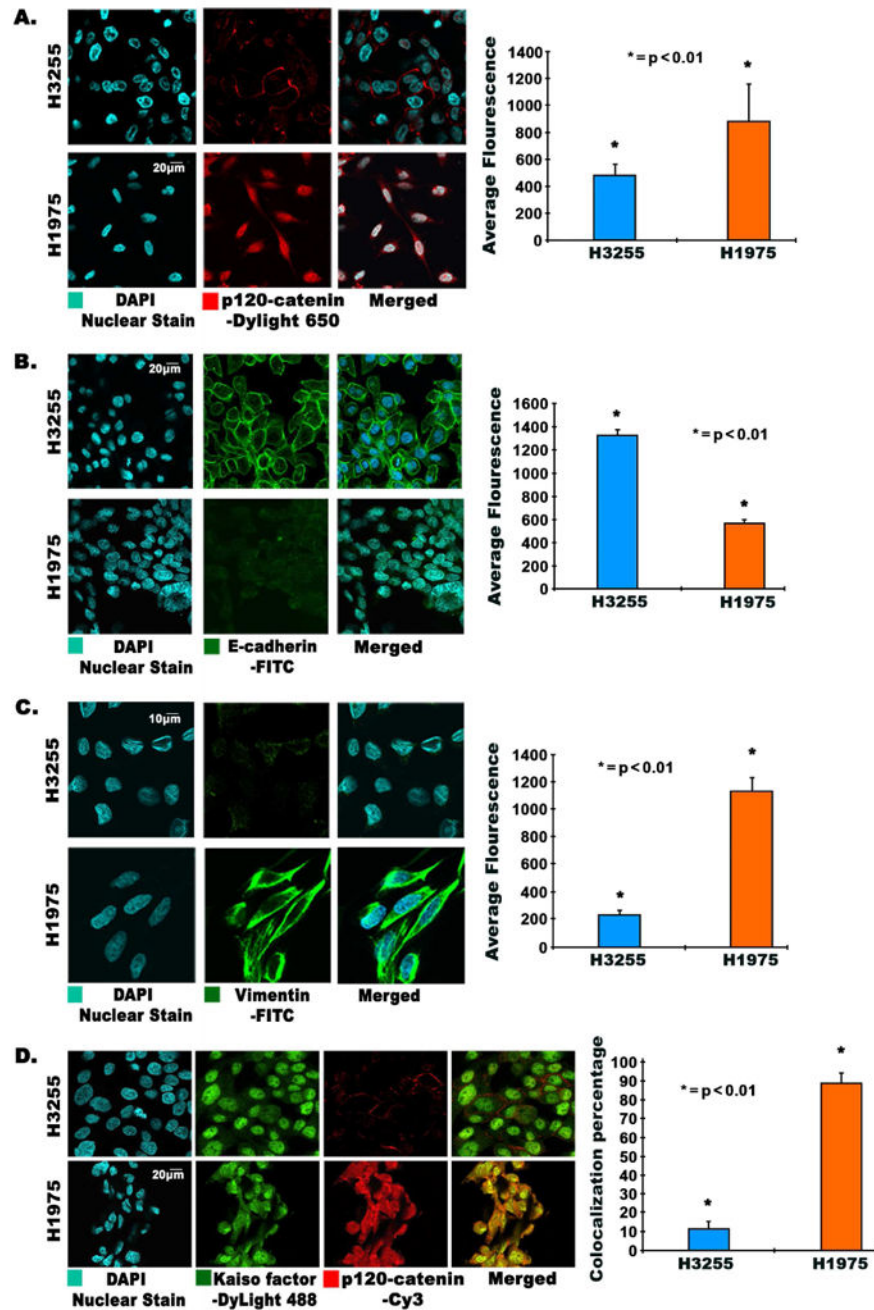 A.
H3255
H1975
20µm
DAPI
Nuclear Stain
p120-catenin
-Dylight 650
Merged
Average Flourescence
1400
1200
1000
800
600
400
200
0
*= p < 0.01
*
*
H3255
H1975
B.
H3255
H1975
20µm
DAPI
Nuclear Stain
E-cadherin
-FITC
Merged
Average Flourescence
1600
1400
1200
1000
800
600
400
200
0
*= p < 0.01
*
*
H3255
H1975
C.
H3255
H1975
10µm
DAPI
Nuclear Stain
Vimentin
-FITC
Merged
Average Flourescence
1400
1200
1000
800
600
400
200
0
*= p < 0.01
*
*
H3255
H1975
D.
H3255
H1975
20µm
DAPI
Nuclear Stain
Kaiso factor
-DyLight 488
p120-catenin
-Cy3
Merged
Colocalization percentage
100
90
80
70
60
50
40
30
20
10
0
*= p < 0.01
*
*
H3255
H1975